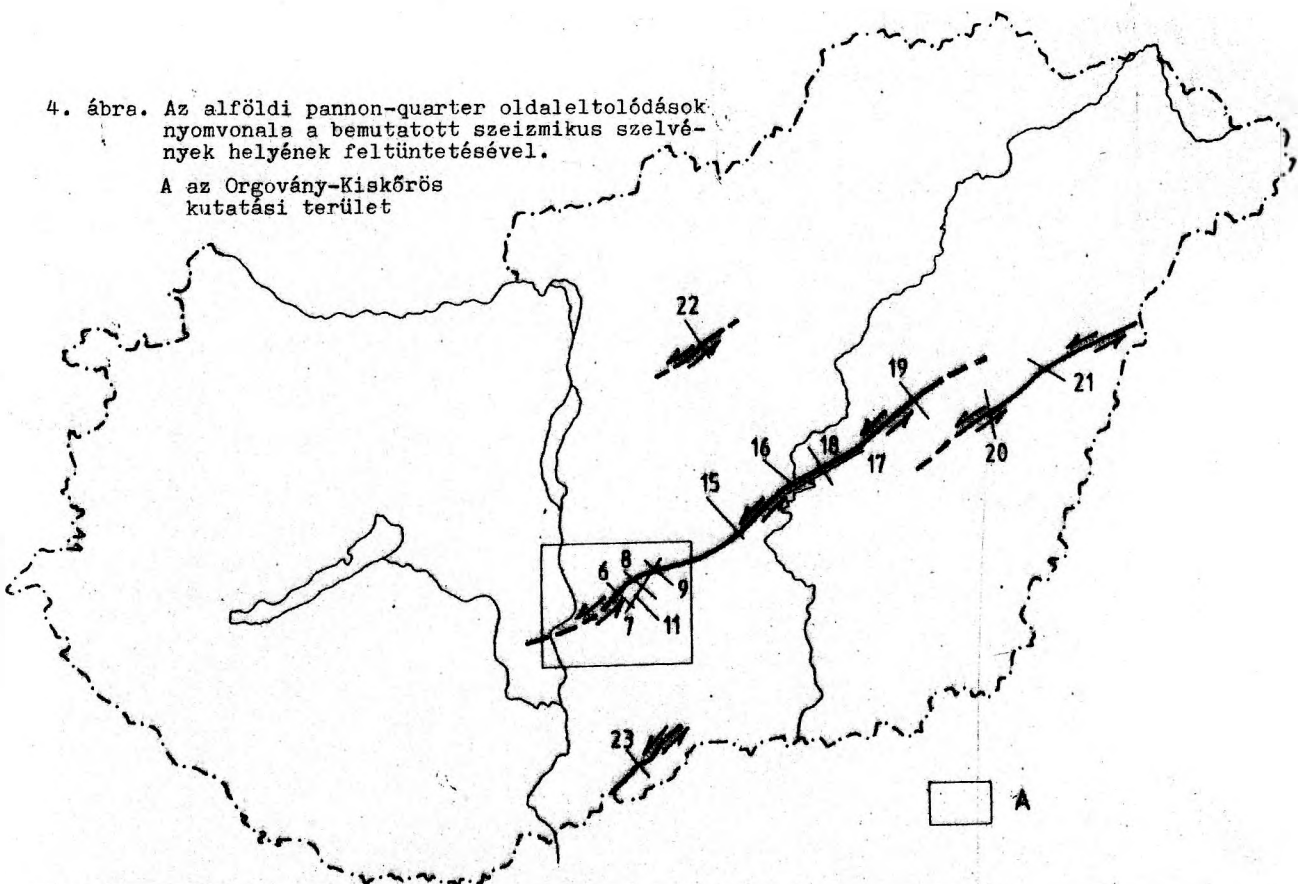 4. ábra. Az alföldi pannon-quarter oldaleltolódások
nyomvonala a bemutatott szeizmikus szelvé-
nyek helyének feltüntetésével.
A az Orgovány-Kiskőrös
kutatási terület
22
19
21
20
16
18
17
15
8
6
9
7
11
23
A